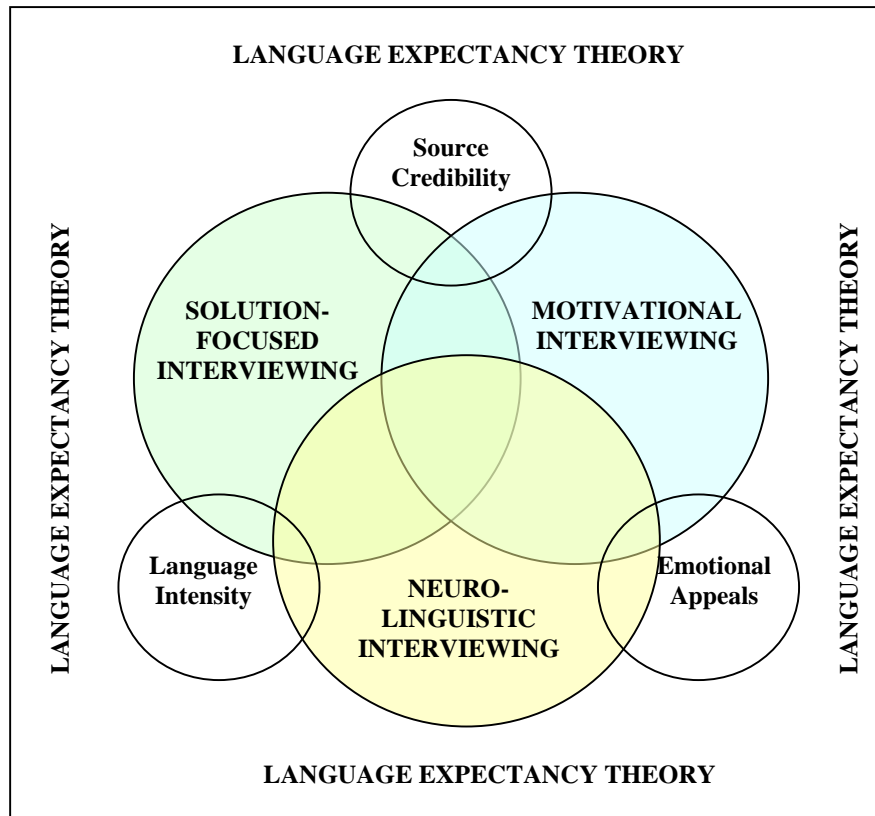 LANGUAGE EXPECTANCY THEORY
Source
Credibility
LANGUAGE EXPECTANCY THEORY
SOLUTION-
FOCUSED
INTERVIEWING
MOTIVATIONAL
INTERVIEWING
LANGUAGE EXPECTANCY THEORY
Language
Intensity
NEURO-
LINGUISTIC
INTERVIEWING
Emotional
Appeals
LANGUAGE EXPECTANCY THEORY